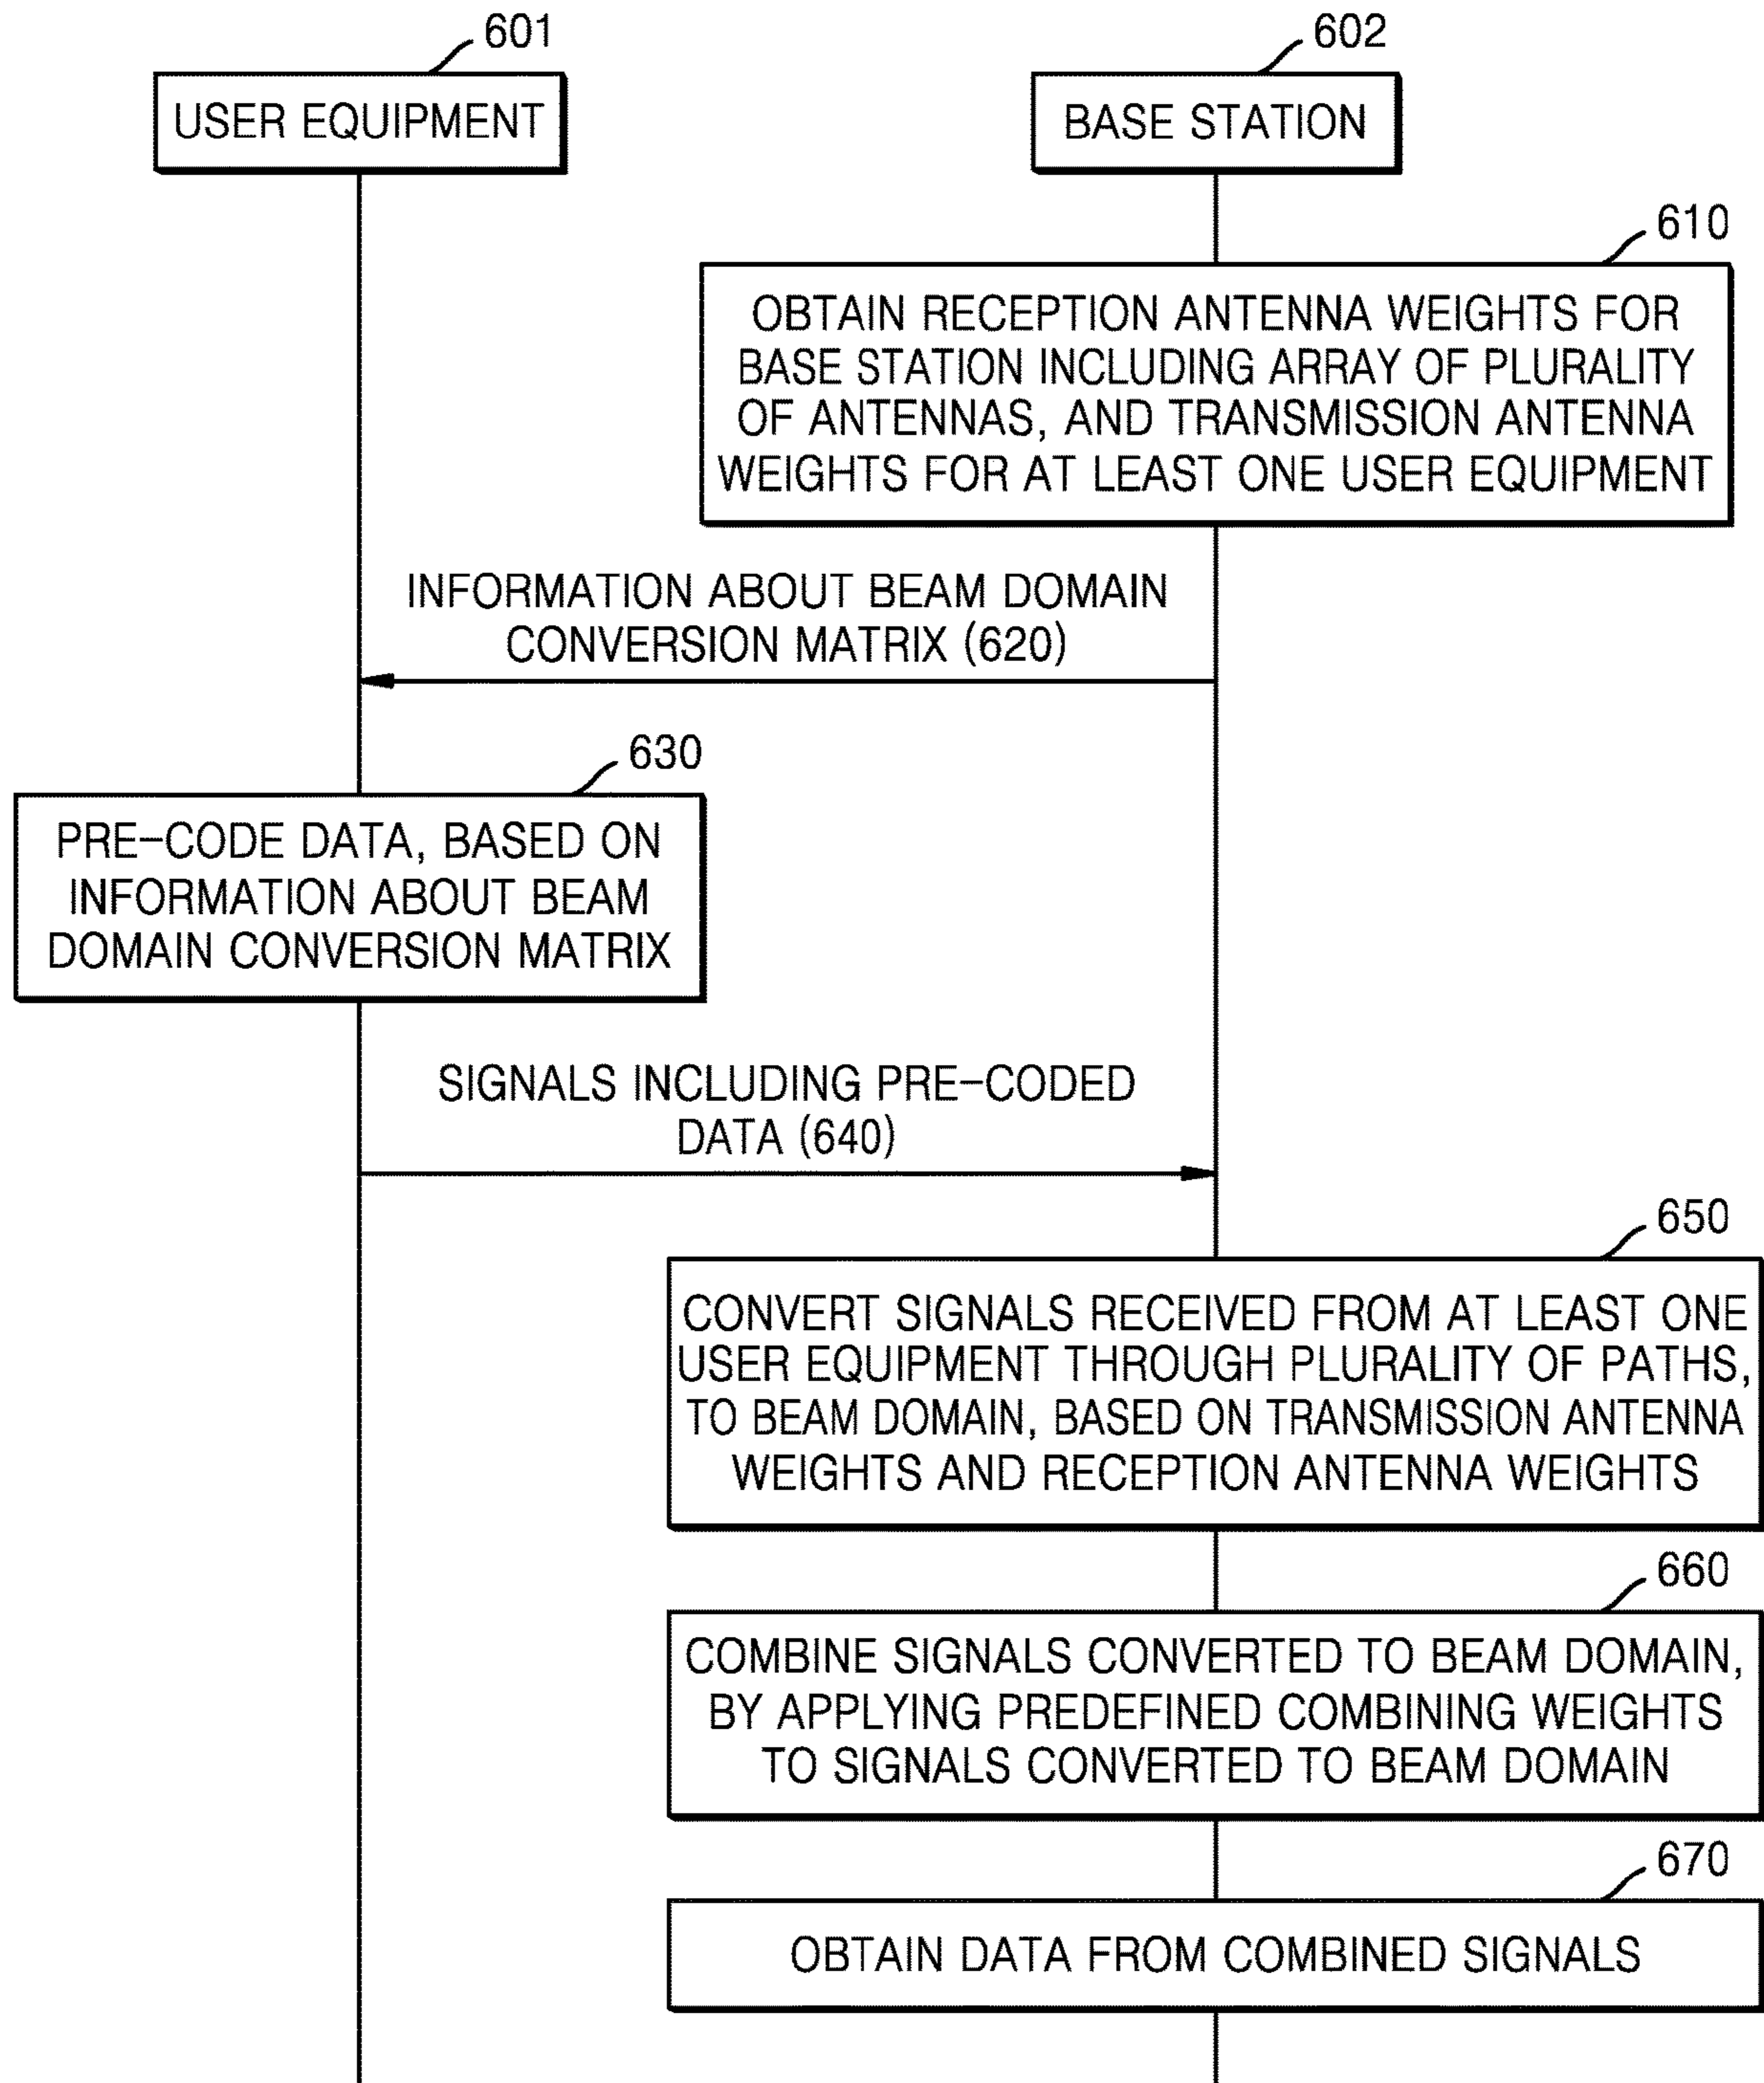 601
602
USER EQUIPMENT
BASE STATION
610
OBTAIN RECEPTION ANTENNA WEIGHTS FOR
BASE STATION INCLUDING ARRAY OF PLURALITY
OF ANTENNAS, AND TRANSMISSION ANTENNA
WEIGHTS FOR AT LEAST ONE USER EQUIPMENT
INFORMATION ABOUT BEAM DOMAIN
CONVERSION MATRIX (620)
630
PRE-CODE DATA, BASED ON
INFORMATION ABOUT BEAM
DOMAIN CONVERSION MATRIX
SIGNALS INCLUDING PRE-CODED
DATA (640)
650
CONVERT SIGNALS RECEIVED FROM AT LEAST ONE
USER EQUIPMENT THROUGH PLURALITY OF PATHS,
TO BEAM DOMAIN, BASED ON TRANSMISSION ANTENNA
WEIGHTS AND RECEPTION ANTENNA WEIGHTS
660
COMBINE SIGNALS CONVERTED TO BEAM DOMAIN,
BY APPLYING PREDEFINED COMBINING WEIGHTS
TO SIGNALS CONVERTED TO BEAM DOMAIN
670
OBTAIN DATA FROM COMBINED SIGNALS